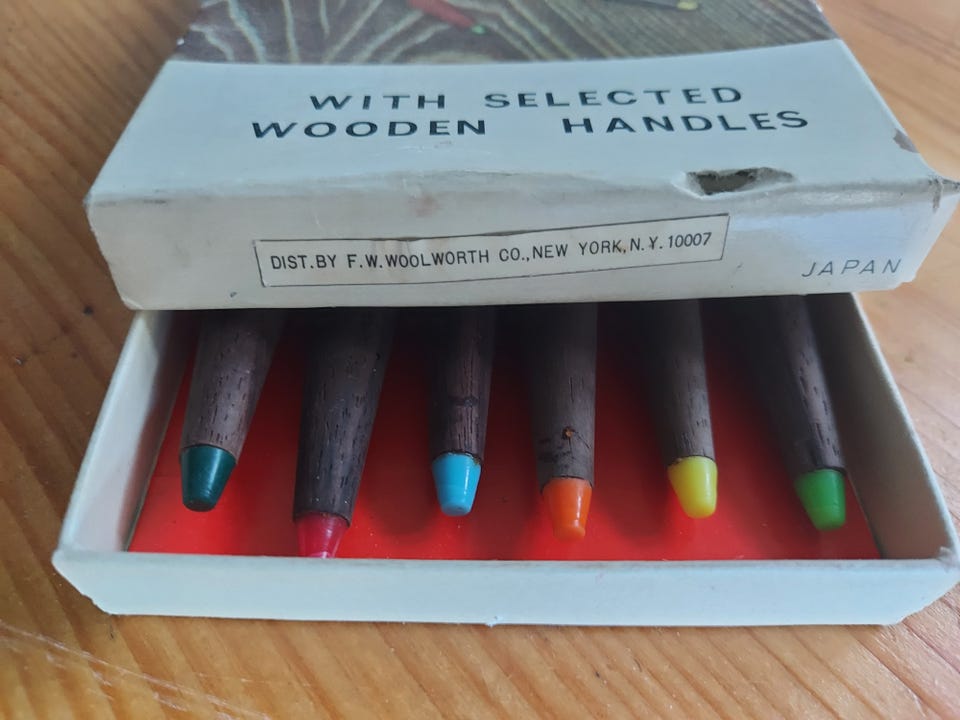 WITH SELECTED
WOODEN HANDLES
DIST.BY F.W.WOOLWORTH CO.,NEW YORK,N.Y.10007
JAPAN